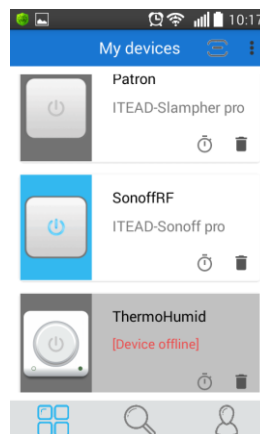 10:17
My devices
Patron
ITEAD-Slampher pro
SonoffRF
ITEAD-Sonoff pro
ThermoHumid
[Device offline]